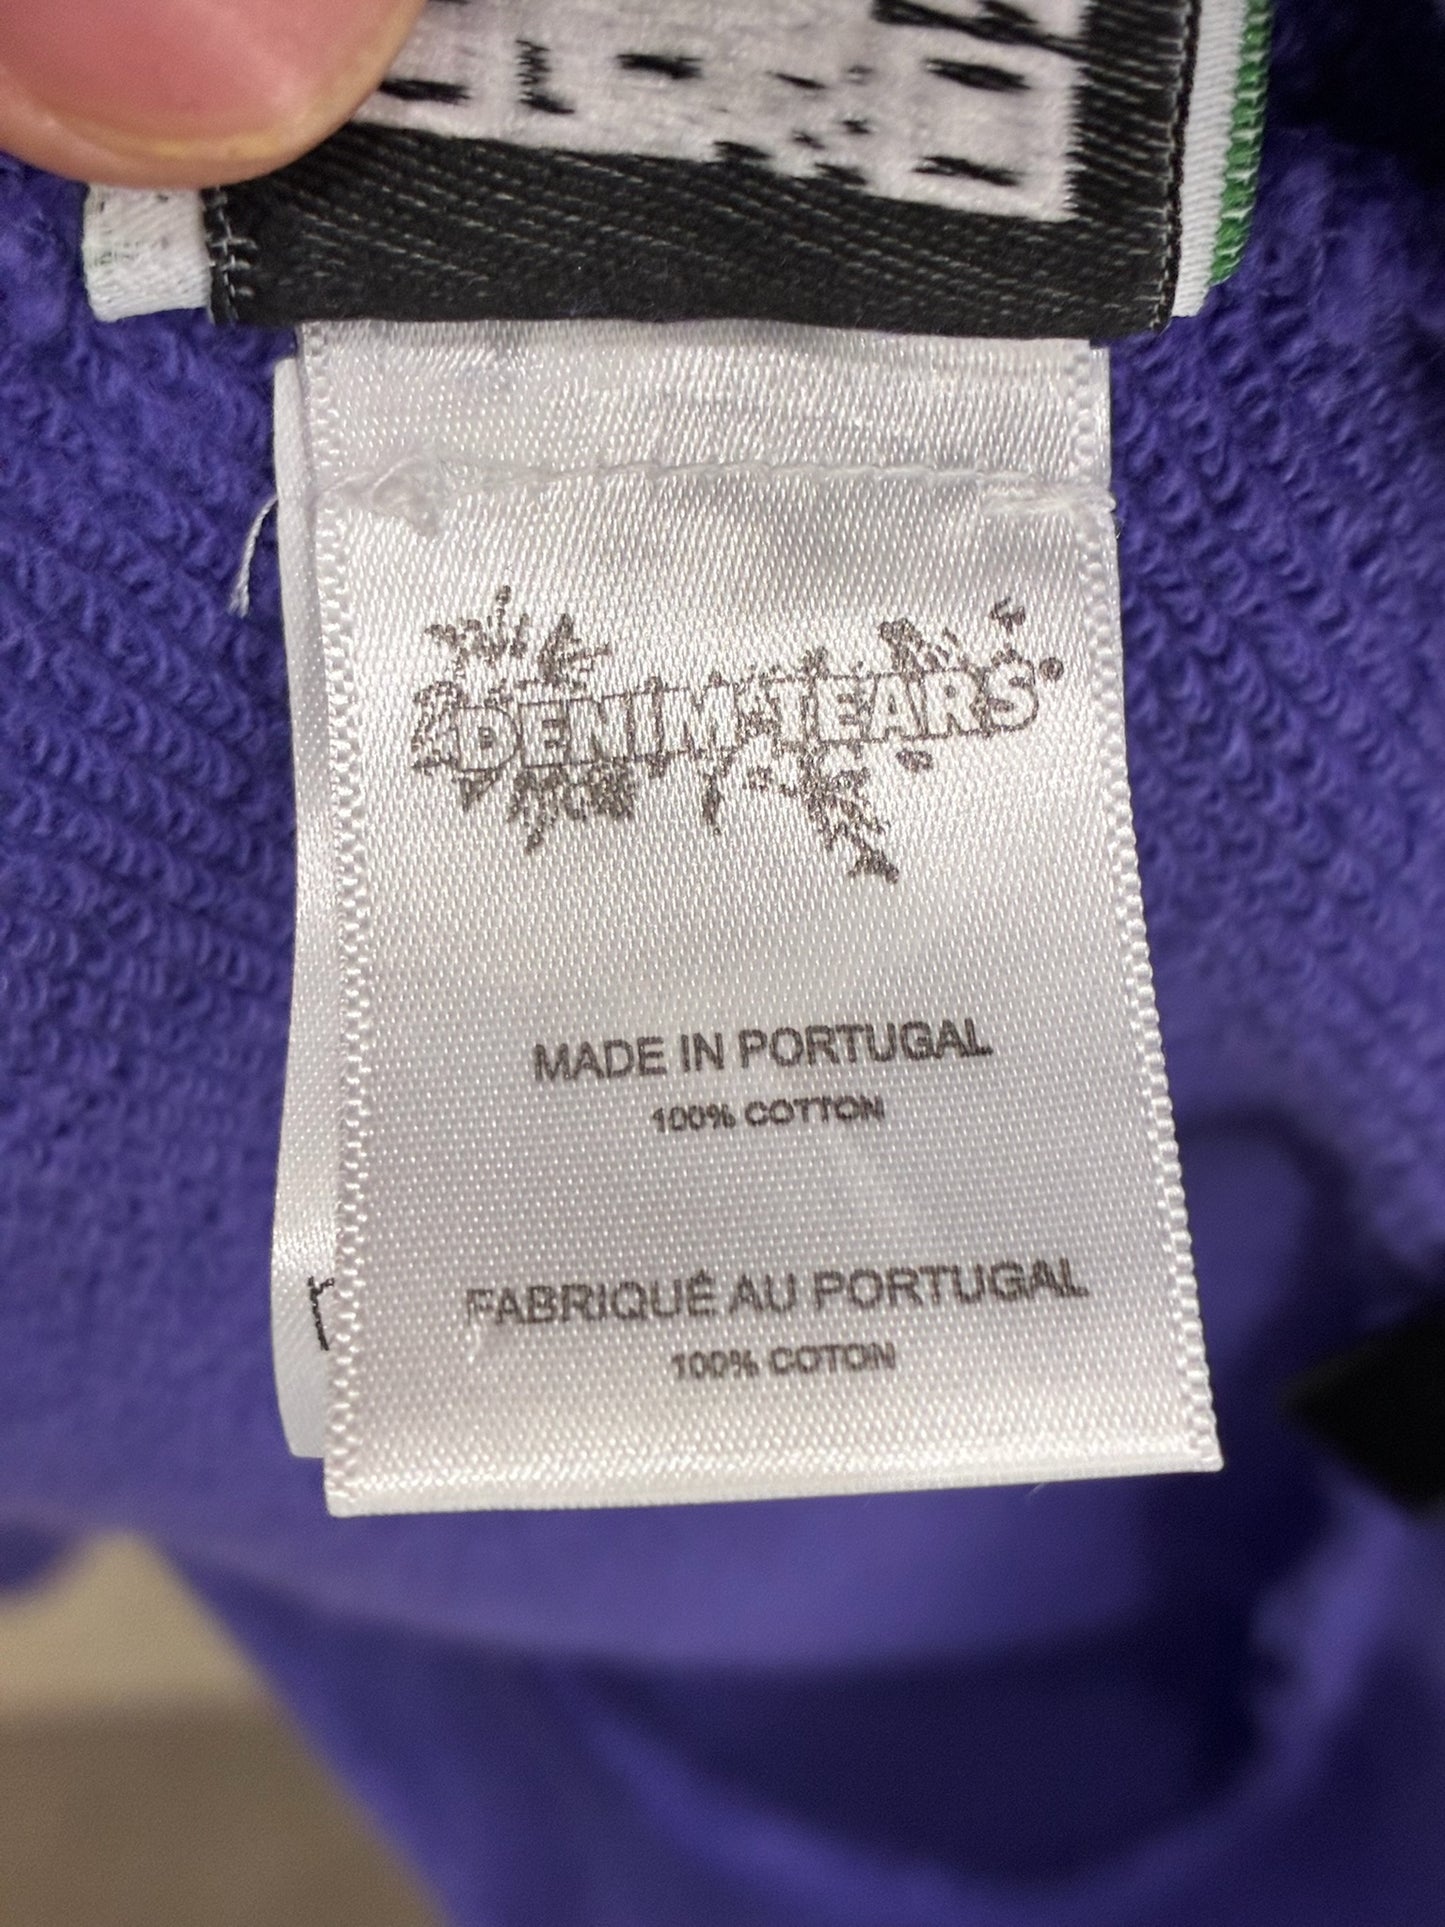 DENIM TEARS
MADE IN PORTUGAL
100% COTTON
FABRIQUÉ AU PORTUGAL
100% COTON